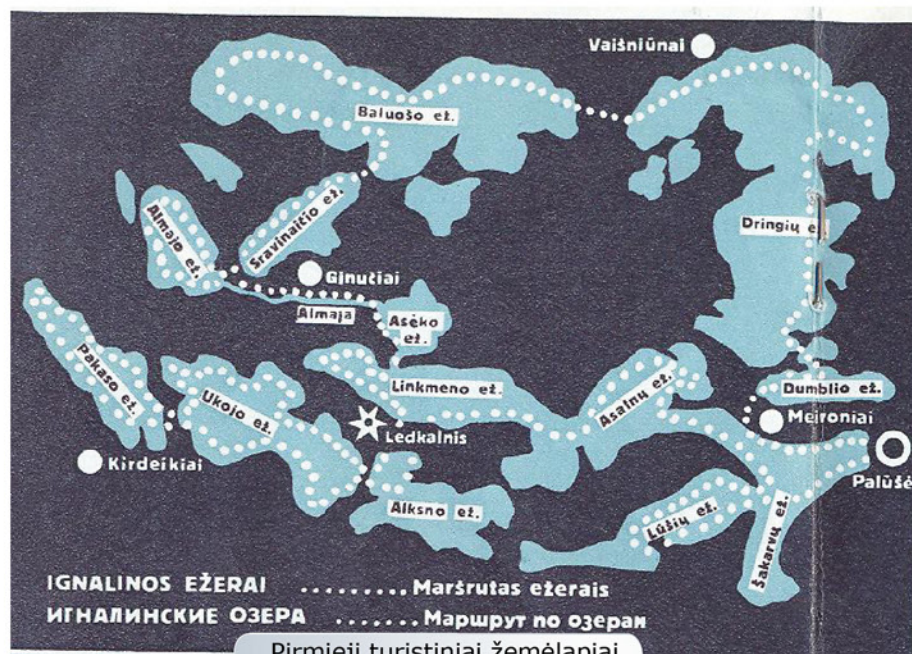 Vaišniūnai
Baluošo ež.
Almajo ež.
Sravinaičio ež.
Dringių e
Ginučiai
Almaja
Asėko
ež.
Pakaso ež.
Ukojo ež.
Linkmeno ež.
Asalnų ež.
Dumblio ež.
Meironiai
Ledkalnis
Kirdeikiai
Palūšė
Alksno ež.
Lūšių ež.
Šakarvų ež.
IGNALINOS EŽERAI ........... Maršrutas ežerais
ИГНАЛИНСКИЕ ОЗЕРА ........ Маршрут по озерам
Pirmieji turistiniai žemėlapiai